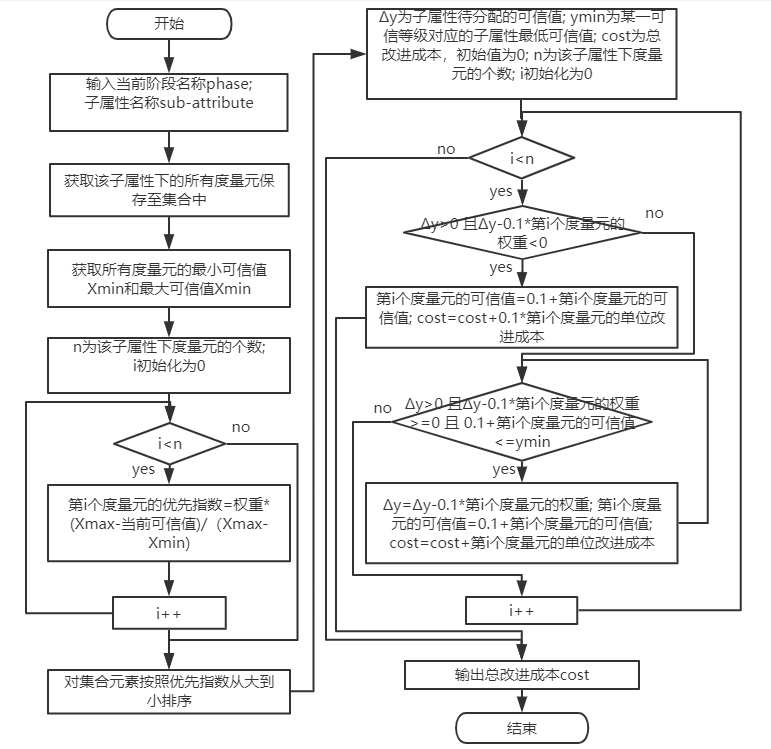 开始
输入当前阶段名称phase;
子属性名称sub-attribute
获取该子属性下的所有度量元保
存至集合中
获取所有度量元的最小可信值
Xmin和最大可信值Xmin
n为该子属性下度量元的个数;
i初始化为0
i<n
no
yes
第i个度量元的优先指数=权重*
(Xmax-当前可信值)/（Xmax-
Xmin)
i++
对集合元素按照优先指数从大到
小排序
Δy为子属性待分配的可信值; ymin为某一可
信等级对应的子属性最低可信值; cost为总
改进成本，初始值为0; n为该子属性下度量
元的个数; i初始化为0
no
i<n
yes
Δy>0 且Δy-0.1*第i个度量元的
权重<0
no
yes
第i个度量元的可信值=0.1+第i个度量元的可
信值; cost=cost+0.1*第i个度量元的单位改
进成本
no
Δy>0 且Δy-0.1*第i个度量元的权重
>=0 且 0.1+第i个度量元的可信值
<=ymin
yes
Δy=Δy-0.1*第i个度量元的权重; 第i个度量
元的可信值=0.1+第i个度量元的可信值;
cost=cost+第i个度量元的单位改进成本
i++
输出总改进成本cost
结束